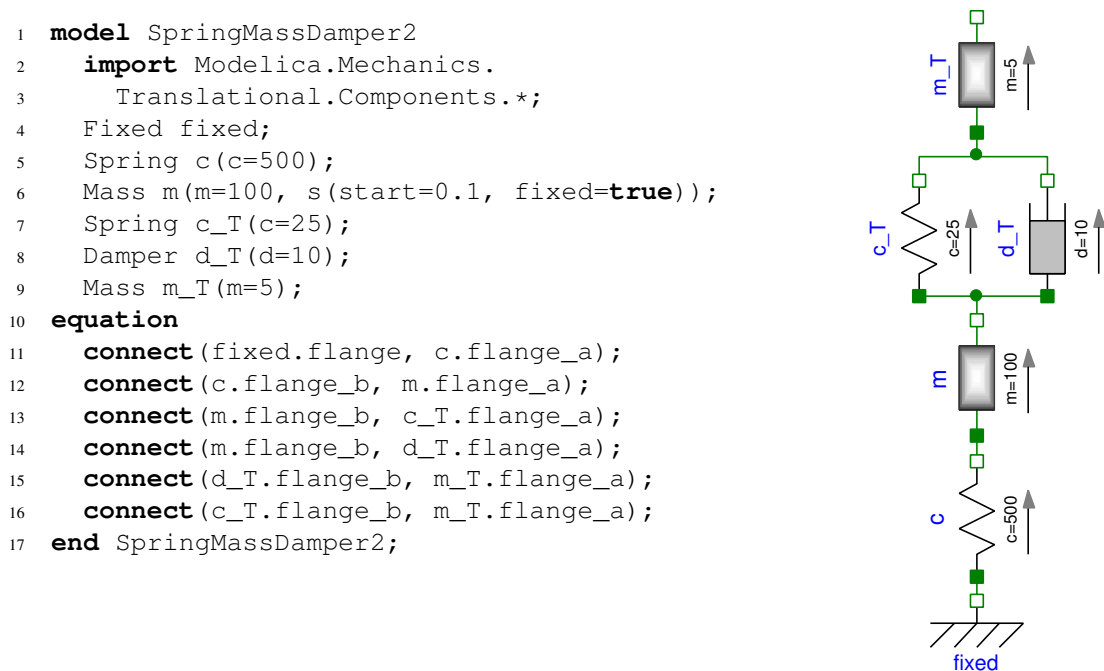 1 model SpringMassDamper2
2 import Modelica.Mechanics.
3 Translational.Components.*;
4 Fixed fixed;
5 Spring c(c=500);
6 Mass m(m=100, s(start=0.1, fixed=true));
7 Spring c_T(c=25);
8 Damper d_T(d=10);
9 Mass m_T(m=5);
10 equation
11 connect(fixed.flange, c.flange_a);
12 connect(c.flange_b, m.flange_a);
13 connect(m.flange_b, c_T.flange_a);
14 connect(m.flange_b, d_T.flange_a);
15 connect(d_T.flange_b, m_T.flange_a);
16 connect(c_T.flange_b, m_T.flange_a);
17 end SpringMassDamper2;
m_T
m=5
c_T
c=25
d_T
d=10
m
m=100
c
c=500
fixed